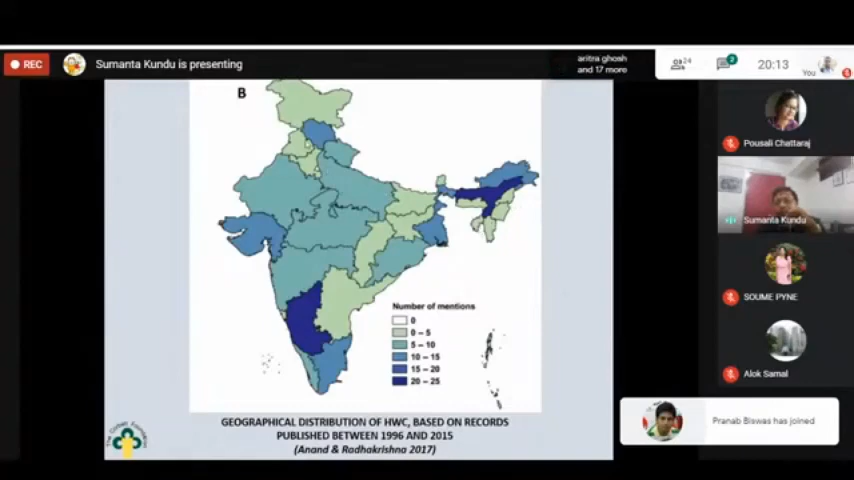 REC
Sumanta Kundu is presenting
aritra ghosh
and 17 more
24
2
20:13
You
B
Number of mentions
0
0 – 5
5 – 10
10 – 15
15 – 20
20 – 25
GEOGRAPHICAL DISTRIBUTION OF HWC, BASED ON RECORDS
PUBLISHED BETWEEN 1996 AND 2015
(Anand & Radhakrishna 2017)
Pousali Chattaraj
Sumanta Kundu
SOUME PYNE
Alok Samal
Pranab Biswas has joined